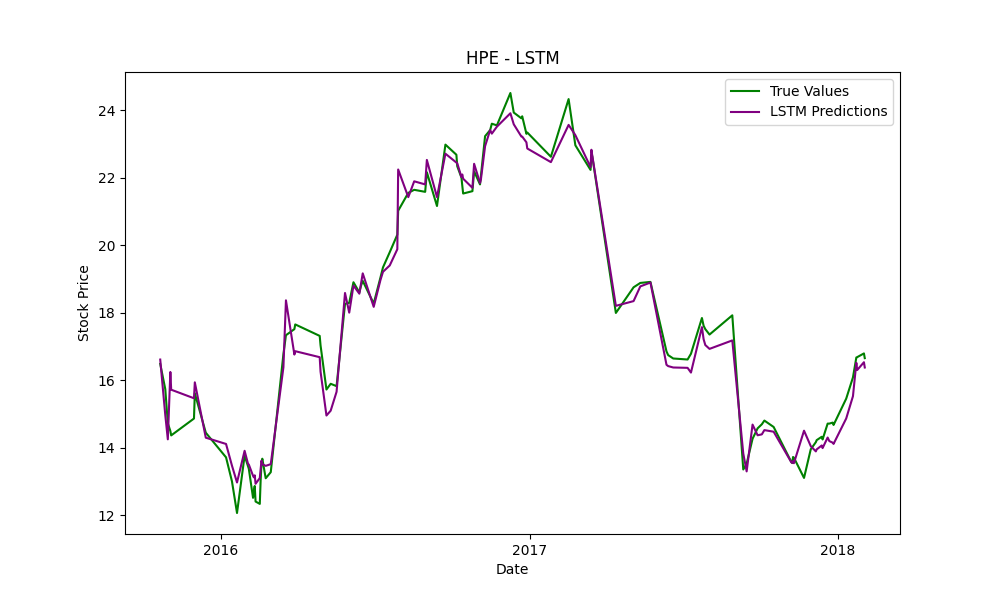 HPE - LSTM
True Values
LSTM Predictions
24
22
20
18
16
14
12
Stock Price
2016
2017
2018
Date